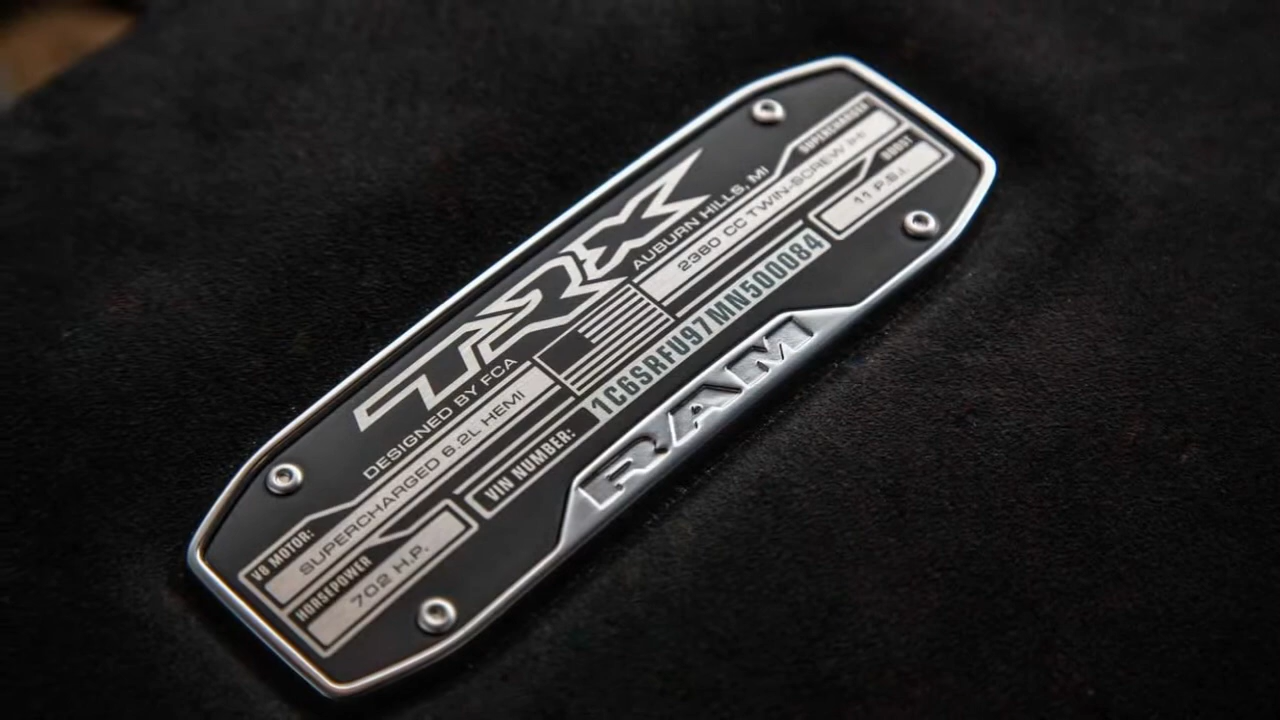 TRX
DESIGNED BY FCA
AUBURN HILLS, MI
V8 MOTOR:
SUPERCHARGED 6.2L HEMI
SUPERCHARGER
2380 CC TWIN-SCREW
HORSEPOWER
702 H.P.
BOOST
11 P.S.I.
VIN NUMBER:
1C6SRFU97MN500084
RAM